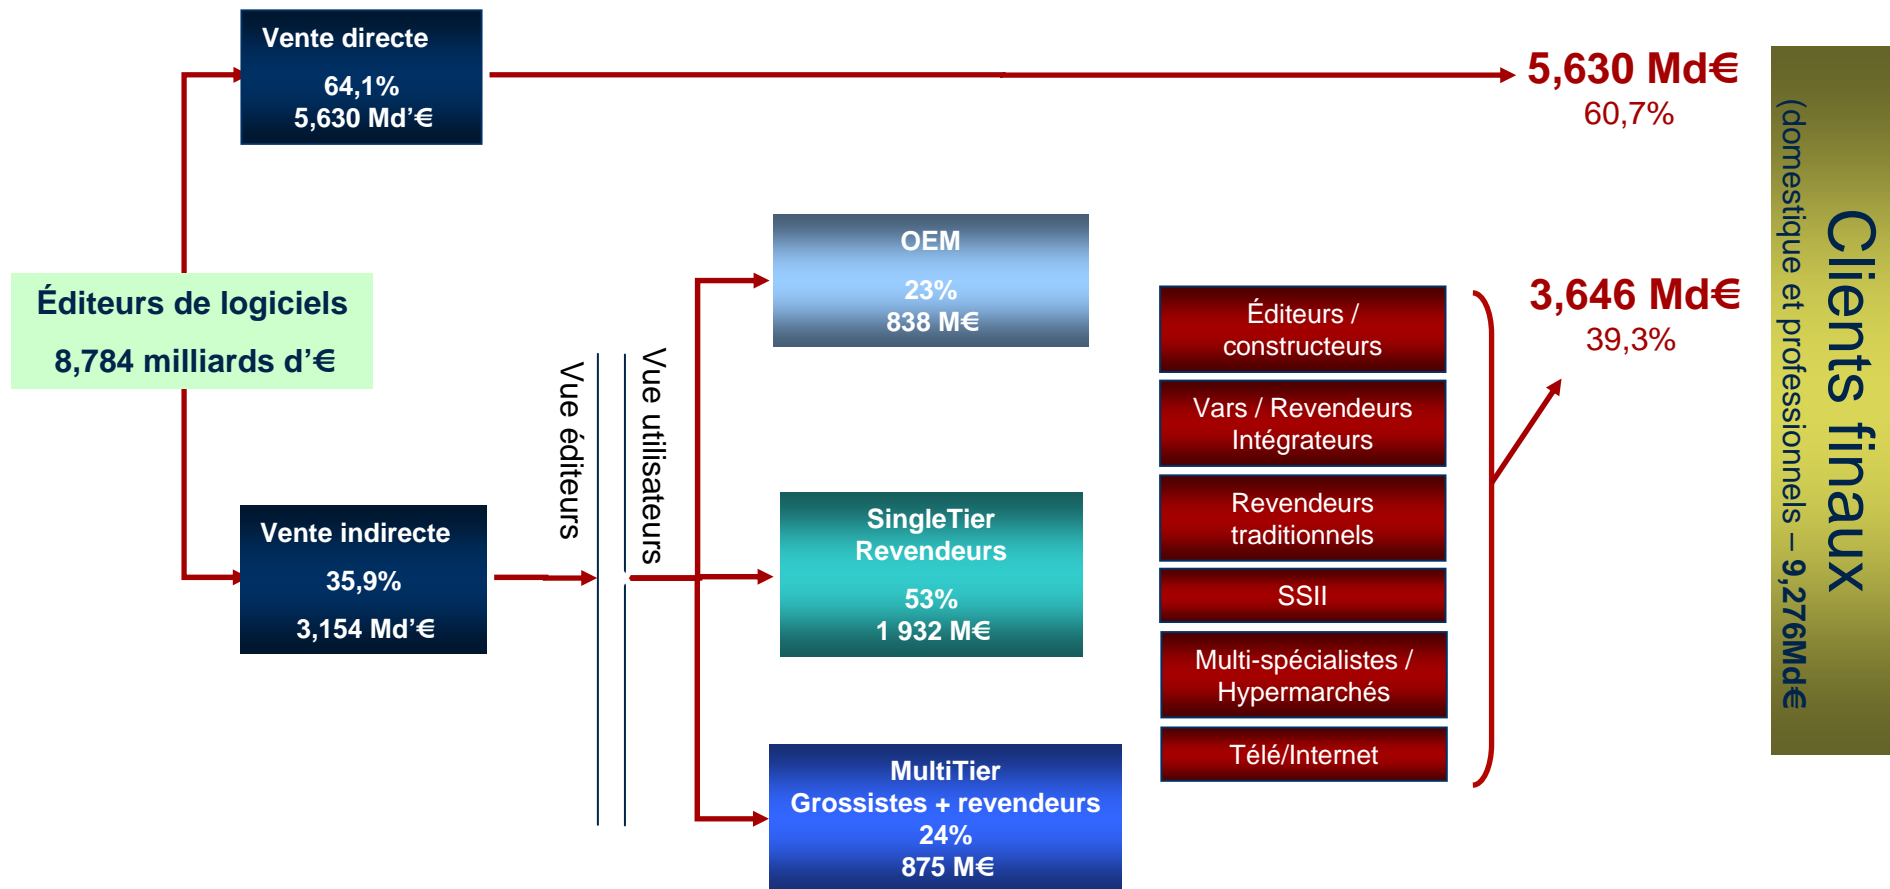 Vente directe
64,1%
5,630 Md'€
5,630 Md€
60,7%
Éditeurs de logiciels
8,784 milliards d'€
Vente indirecte
35,9%
3,154 Md'€
Vue éditeurs
Vue utilisateurs
OEM
23%
838 M€
SingleTier
Revendeurs
53%
1 932 M€
MultiTier
Grossistes + revendeurs
24%
875 M€
Éditeurs /
constructeurs
Vars / Revendeurs
Intégrateurs
Revendeurs
traditionnels
SSII
Multi-spécialistes /
Hypermarchés
Télé/Internet
3,646 Md€
39,3%
Clients finaux
(domestique et professionnels – 9,276Md€